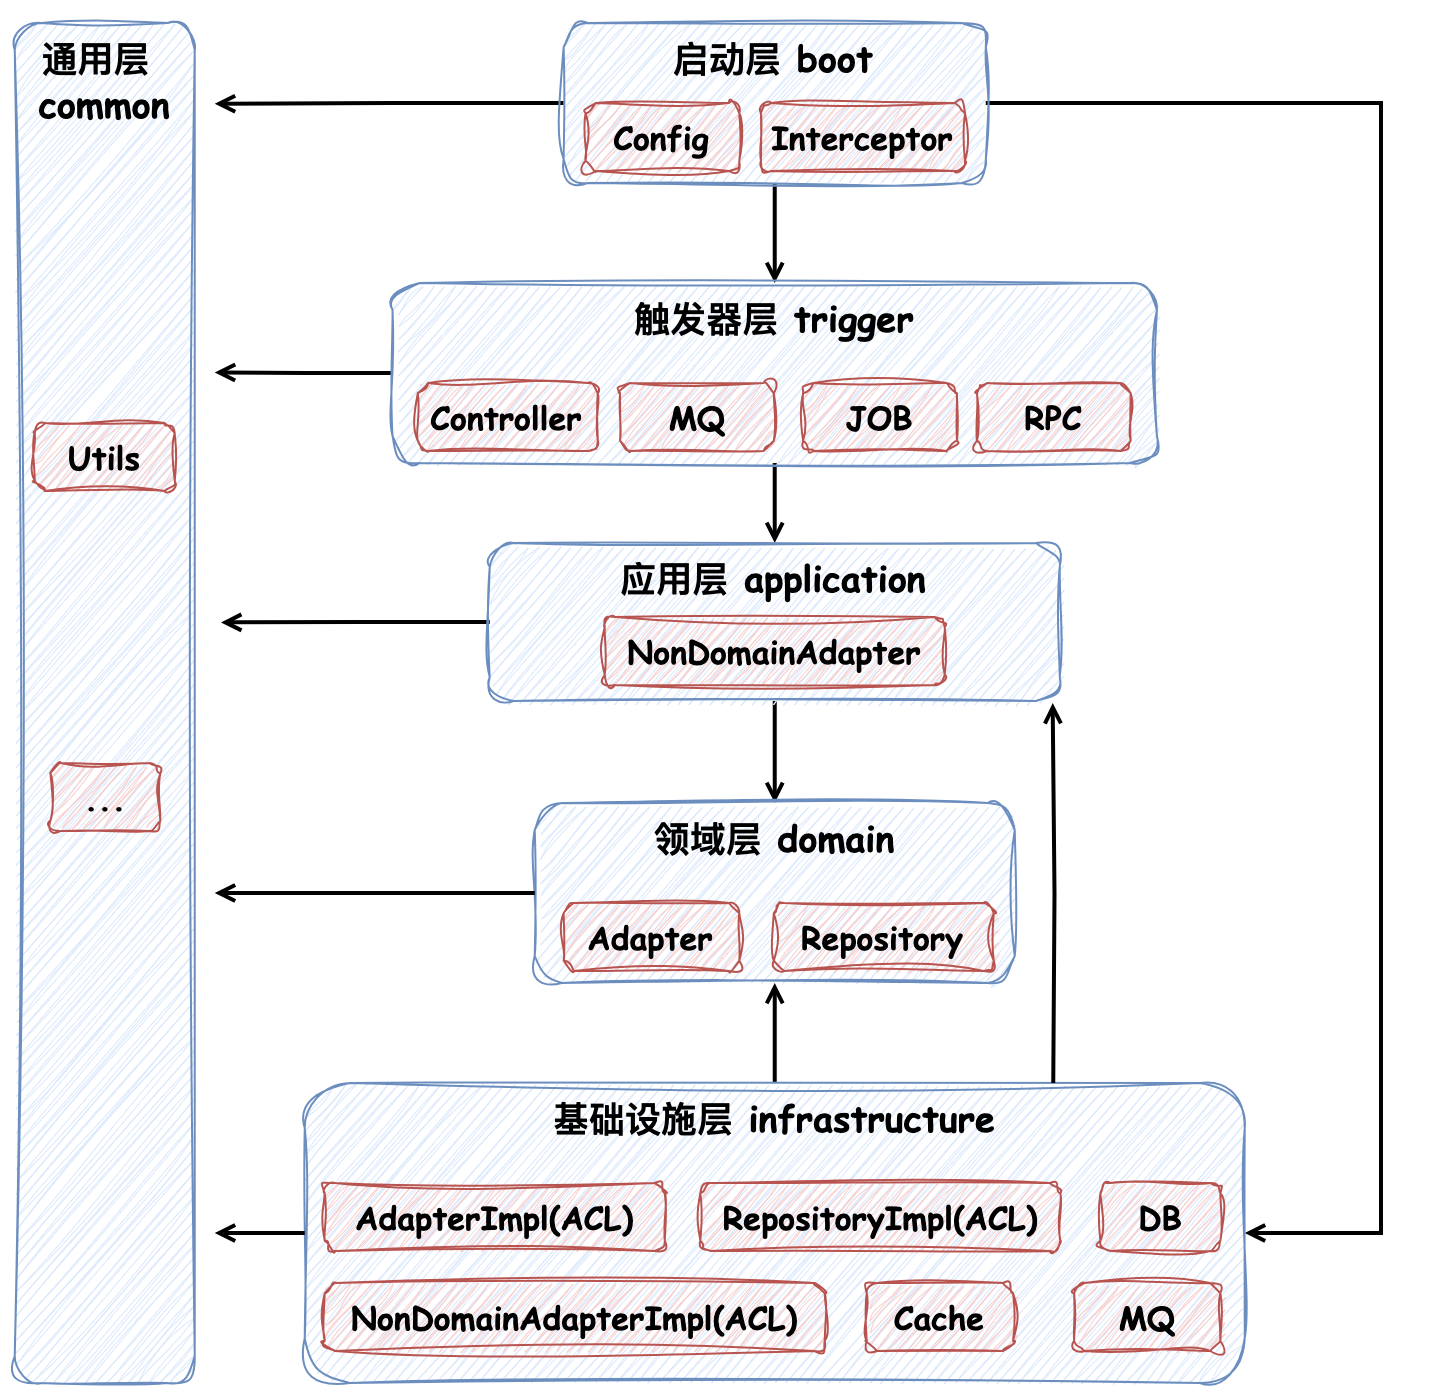 通用层
common
Utils
...
启动层 boot
Config
Interceptor
触发器层 trigger
Controller
MQ
JOB
RPC
应用层 application
NonDomainAdapter
领域层 domain
Adapter
Repository
基础设施层 infrastructure
AdapterImpl(ACL)
RepositoryImpl(ACL)
DB
NonDomainAdapterImpl(ACL)
Cache
MQ